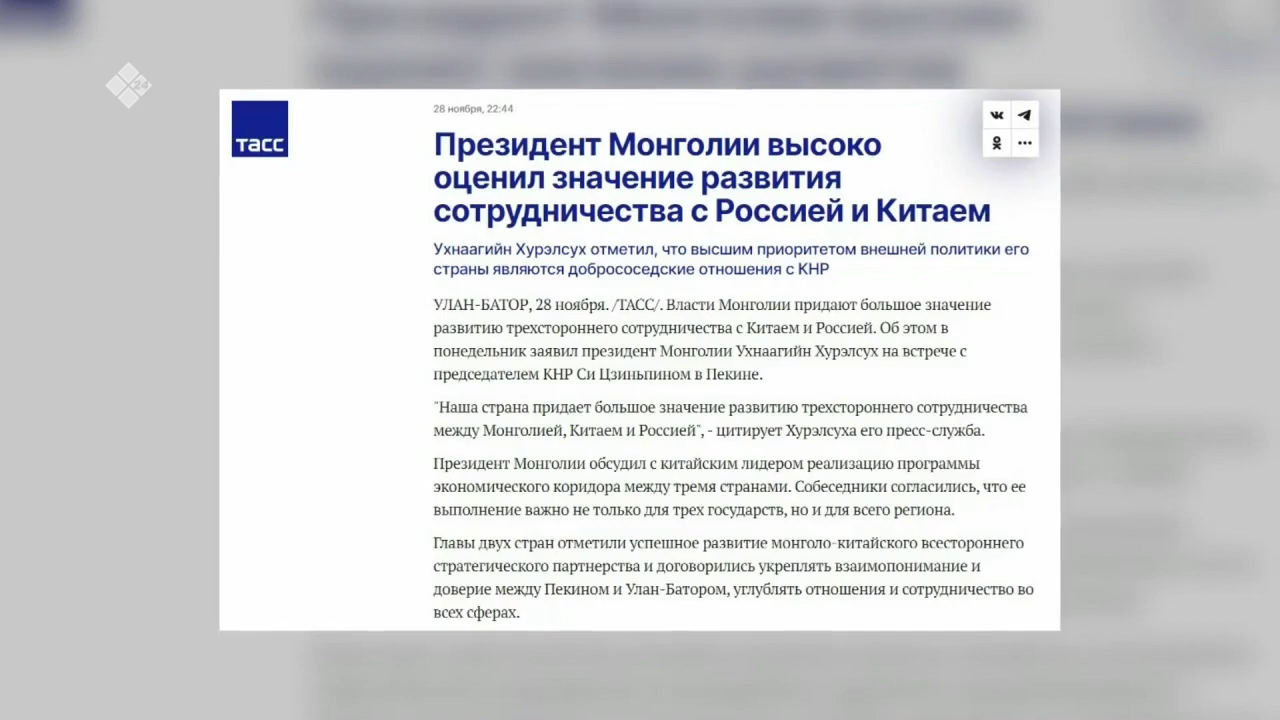 24
тасс
28 ноября, 22:44
Президент Монголии высоко
оценил значение развития
сотрудничества с Россией и Китаем
Ухнаагийн Хурэлсух отметил, что высшим приоритетом внешней политики его
страны являются добрососедские отношения с КНР
УЛАН-БАТОР, 28 ноября. /ТАСС/. Власти Монголии придают большое значение
развитию трехстороннего сотрудничества с Китаем и Россией. Об этом в
понедельник заявил президент Монголии Ухнаагийн Хурэлсух на встрече с
председателем КНР Си Цзиньпином в Пекине.
"Наша страна придает большое значение развитию трехстороннего сотрудничества
между Монголией, Китаем и Россией", - цитирует Хурэлсуха его пресс-служба.
Президент Монголии обсудил с китайским лидером реализацию программы
экономического коридора между тремя странами. Собеседники согласились, что ее
выполнение важно не только для трех государств, но и для всего региона.
Главы двух стран отметили успешное развитие монголо-китайского всестороннего
стратегического партнерства и договорились укреплять взаимопонимание и
доверие между Пекином и Улан-Батором, углублять отношения и сотрудничество во
всех сферах.